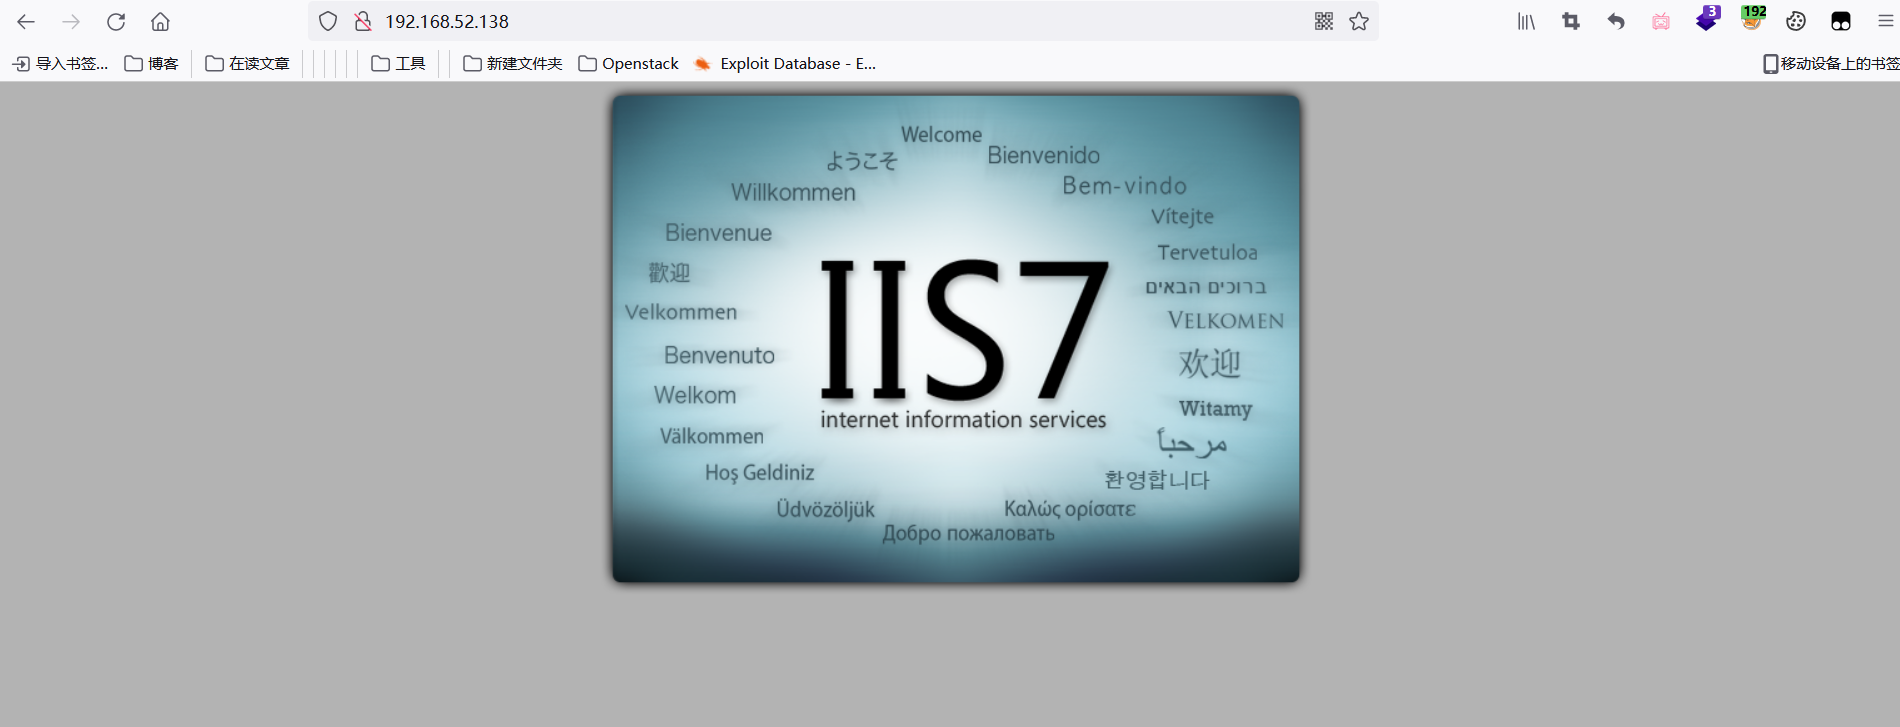 192.168.52.138
3
192
导入书签...
博客
在读文章
工具
新建文件夹
Openstack
Exploit Database - E...
移动设备上的书签
Welcome
ようこそ
Bienvenido
Willkommen
Bem-vindo
Vítejte
Bienvenue
Tervetuloa
歡迎
ברוכים הבאים
Velkommen
VELKOMEN
Benvenuto
欢迎
Welkom
Witamy
Välkommen
مرحباً
Hoş Geldiniz
환영합니다
Üdvözöljük
Καλώς ορίσατε
Добро пожаловать
IIS7
internet information services